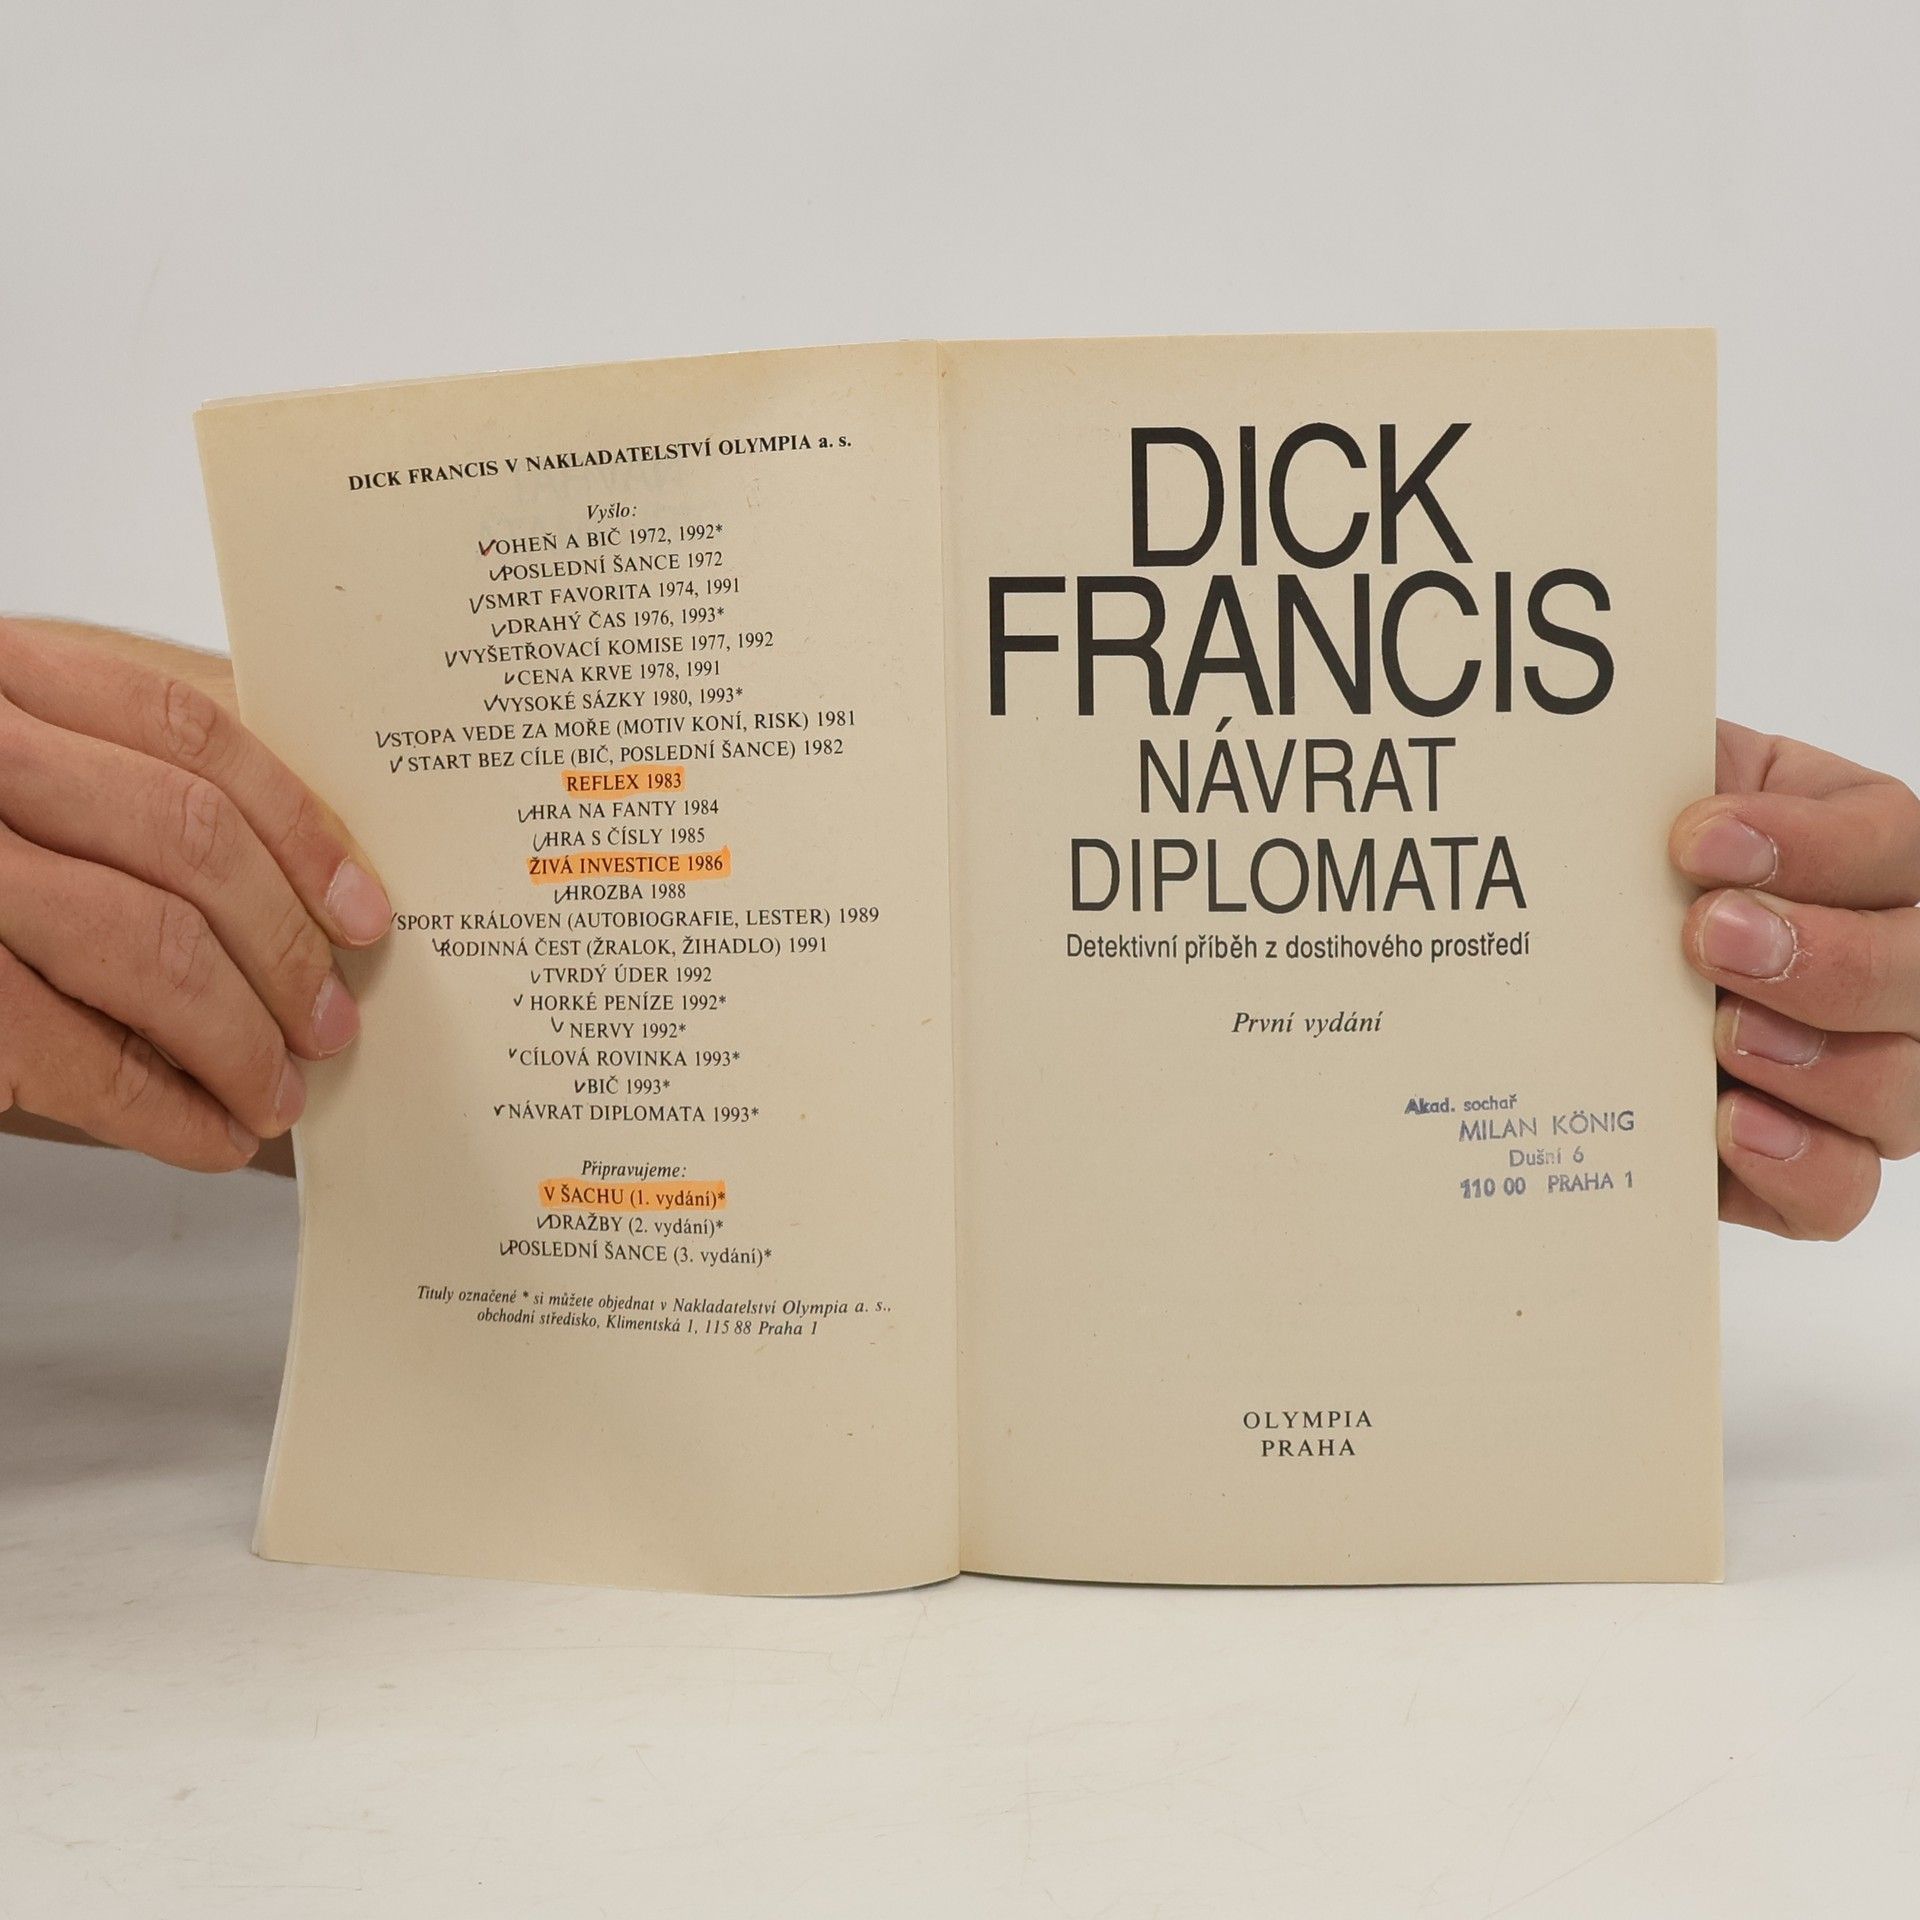 DICK FRANCIS V NAKLADATELSTVÍ OLYMPIA a. s.
Vyšlo:
OHEŇ A BIČ 1972, 1992*
POSLEDNÍ ŠANCE 1972
SMRT FAVORITA 1974, 1991
DRAHÝ ČAS 1976, 1993*
VYŠETŘOVACÍ KOMISE 1977, 1992
CENA KRVE 1978, 1991
VYSOKÉ SÁZKY 1980, 1993*
STOPA VEDE ZA MOŘE (MOTIV KONÍ, RISK) 1981
START BEZ CÍLE (BIČ, POSLEDNÍ ŠANCE) 1982
REFLEX 1983
HRA NA FANTY 1984
HRA S ČÍSLY 1985
ŽIVÁ INVESTICE 1986
HROZBA 1988
SPORT KRÁLOVEN (AUTOBIOGRAFIE, LESTER) 1989
RODINNÁ ČEST (ŽRALOK, ŽIHADLO) 1991
TVRDÝ ÚDER 1992
HORKÉ PENÍZE 1992*
NERVY 1992*
CÍLOVÁ ROVINKA 1993*
BIČ 1993*
NÁVRAT DIPLOMATA 1993*
Připravujeme:
V ŠACHU (1. vydání)*
DRAŽBY (2. vydání)*
POSLEDNÍ ŠANCE (3. vydání)*
Tituly označené * si můžete objednat v Nakladatelství Olympia a. s.,
obchodní středisko, Klimentská 1, 115 88 Praha 1
DICK
FRANCIS
NÁVRAT
DIPLOMATA
Detektivní příběh z dostihového prostředí
První vydání
Akad. sochař
MILAN KÖNIG
Dušní 6
110 00 PRAHA 1
OLYMPIA
PRAHA